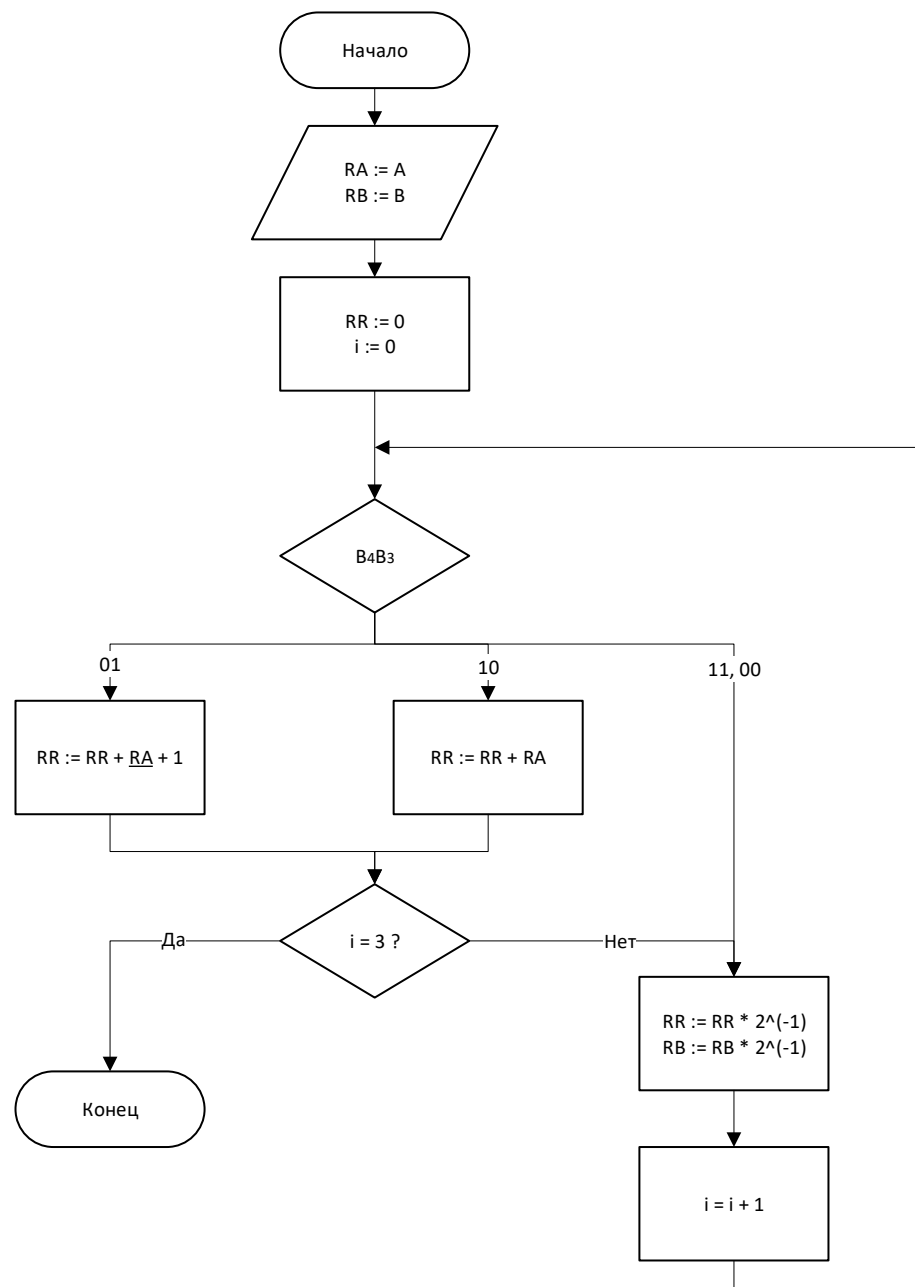 Начало
RA := A
RB := B
RR := 0
i := 0
B4B3
01
10
11, 00
RR := RR + RA + 1
RR := RR + RA
i = 3 ?
Да
Нет
RR := RR * 2^(-1)
RB := RB * 2^(-1)
Конец
i = i + 1